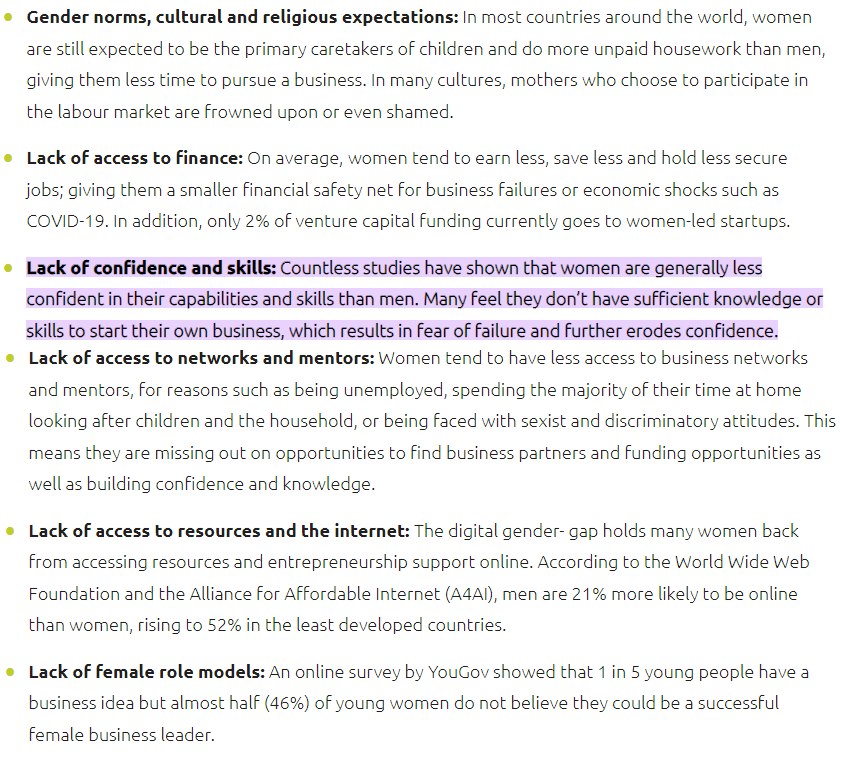 Gender norms, cultural and religious expectations: In most countries around the world, women
are still expected to be the primary caretakers of children and do more unpaid housework than men,
giving them less time to pursue a business. In many cultures, mothers who choose to participate in
the labour market are frowned upon or even shamed.
Lack of access to finance: On average, women tend to earn less, save less and hold less secure
jobs; giving them a smaller financial safety net for business failures or economic shocks such as
COVID-19. In addition, only 2% of venture capital funding currently goes to women-led startups.
Lack of confidence and skills: Countless studies have shown that women are generally less
confident in their capabilities and skills than men. Many feel they don’t have sufficient knowledge or
skills to start their own business, which results in fear of failure and further erodes confidence.
Lack of access to networks and mentors: Women tend to have less access to business networks
and mentors, for reasons such as being unemployed, spending the majority of their time at home
looking after children and the household, or being faced with sexist and discriminatory attitudes. This
means they are missing out on opportunities to find business partners and funding opportunities as
well as building confidence and knowledge.
Lack of access to resources and the internet: The digital gender- gap holds many women back
from accessing resources and entrepreneurship support online. According to the World Wide Web
Foundation and the Alliance for Affordable Internet (A4AI), men are 21% more likely to be online
than women, rising to 52% in the least developed countries.
Lack of female role models: An online survey by YouGov showed that 1 in 5 young people have a
business idea but almost half (46%) of young women do not believe they could be a successful
female business leader.